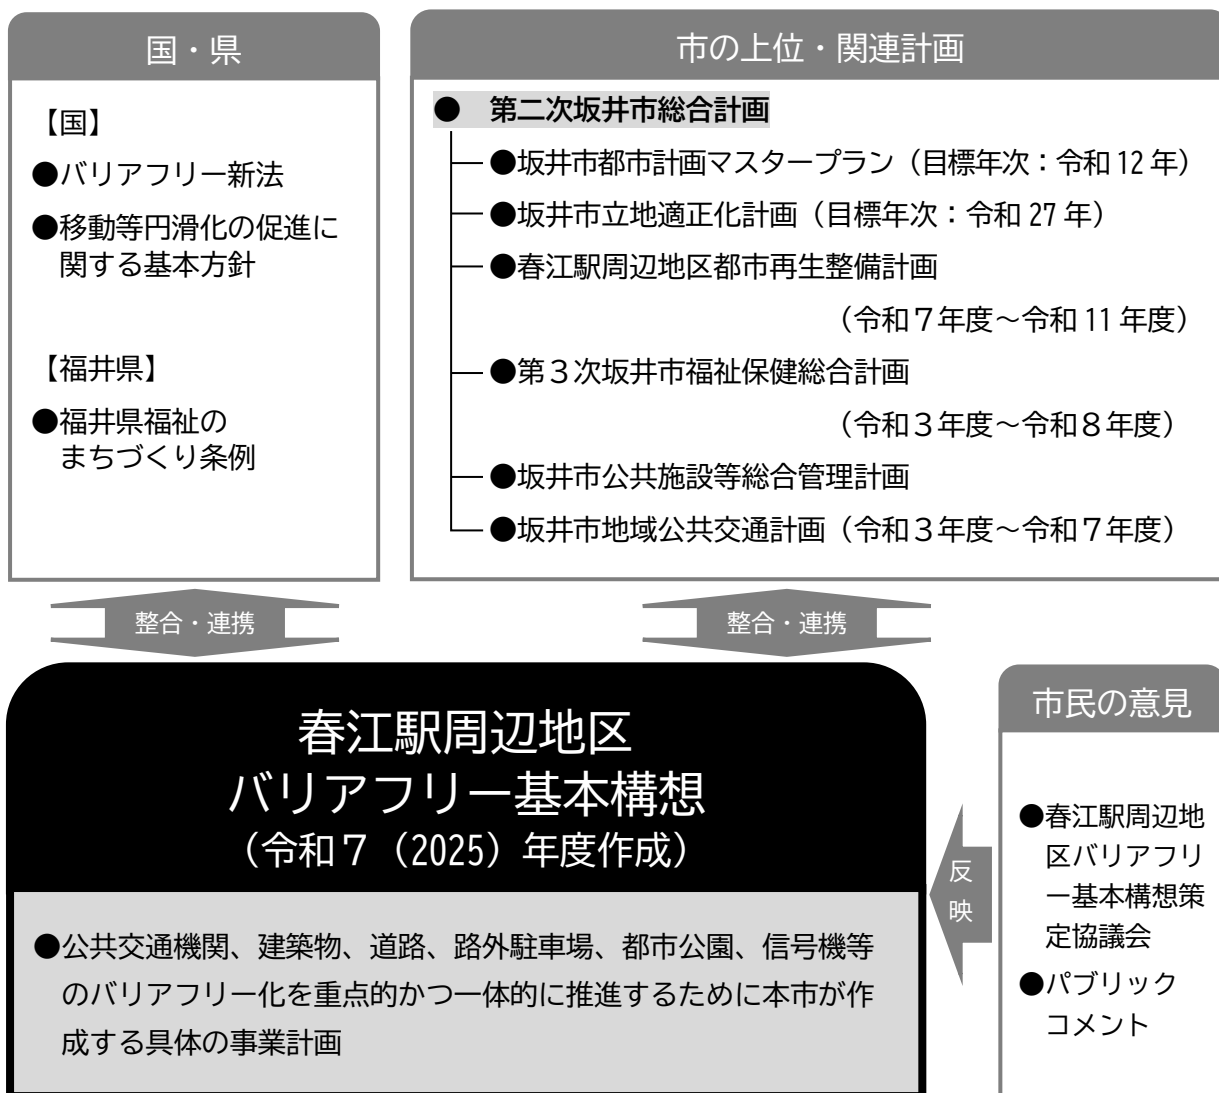 国・県
【国】
●バリアフリー新法
●移動等円滑化の促進に
関する基本方針
【福井県】
●福井県福祉の
まちづくり条例
市の上位・関連計画
● 第二次坂井市総合計画
●坂井市都市計画マスタープラン（目標年次：令和12年）
●坂井市立地適正化計画（目標年次：令和27年）
●春江駅周辺地区都市再生整備計画
（令和７年度～令和11年度）
●第３次坂井市福祉保健総合計画
（令和３年度～令和８年度）
●坂井市公共施設等総合管理計画
●坂井市地域公共交通計画（令和３年度～令和７年度）
整合・連携
整合・連携
春江駅周辺地区
バリアフリー基本構想
（令和７（2025）年度作成）
●公共交通機関、建築物、道路、路外駐車場、都市公園、信号機等
のバリアフリー化を重点的かつ一体的に推進するために本市が作
成する具体の事業計画
反
映
市民の意見
●春江駅周辺地
区バリアフリ
ー基本構想策
定協議会
●パブリック
コメント